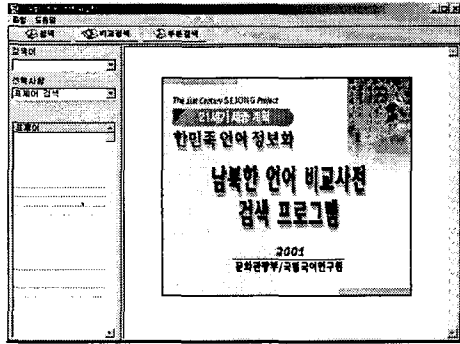 파일 도움말
검색 비교검색 부분검색
검색어
선택사항
표제어 검색
표제어
The 21st Century SEJONG Project
21세기 세종 계획
한민족 언어 정보화
남북한 언어 비교사전
검색 프로그램
2001
문화관광부/국립국어연구원